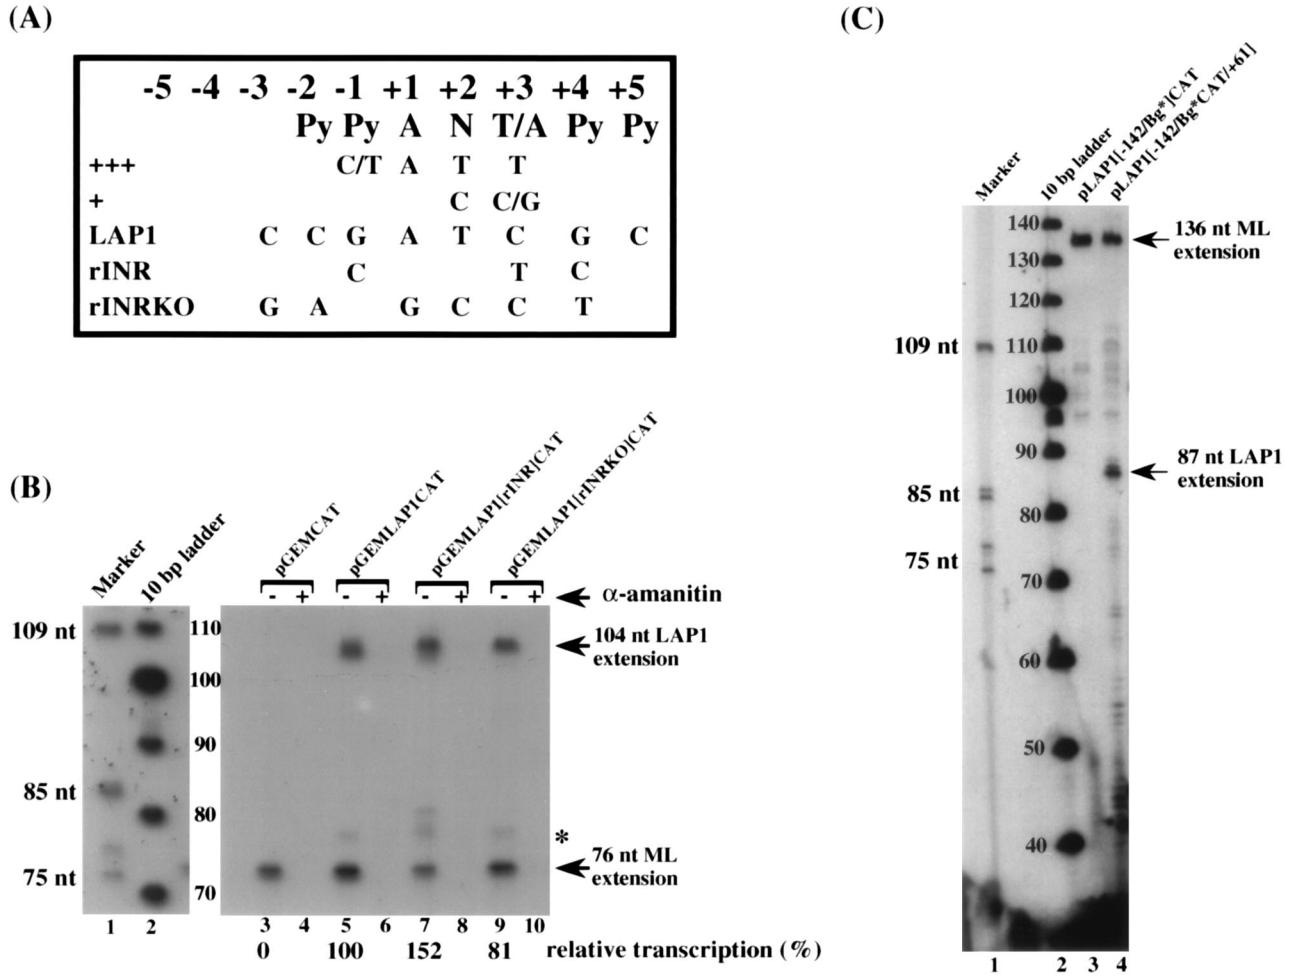 (A)
-5 -4 -3 -2 -1 +1 +2 +3 +4 +5
Py Py A N T/A Py Py
+++ C/T A T T
+ C C/G
LAP1 C C G A T C G C
rINR C T C
rINRKO G A G C C T
(B)
Marker
10 bp ladder
pGEMCAT
pGEMLAP1CAT
pGEMLAP1[rINR]CAT
pGEMLAP1[rINRKO]CAT
- + - + - + - +
α-amanitin
109 nt
85 nt
75 nt
110
100
90
80
70
104 nt LAP1
extension
*
76 nt ML
extension
1 2 3 4 5 6 7 8 9 10
0 100 152 81 relative transcription (%)
(C)
Marker
10 bp ladder
pLAP1[-142/Bg*]CAT
pLAP1[-142/Bg*CAT/+61]
109 nt
85 nt
75 nt
140
130
120
110
100
90
80
70
60
50
40
136 nt ML
extension
87 nt LAP1
extension
1 2 3 4